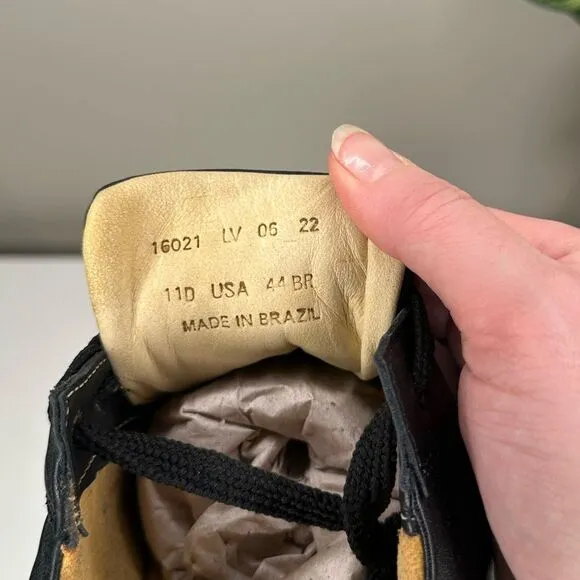 16021 LV 06 22
11D USA 44 BR
MADE IN BRAZIL